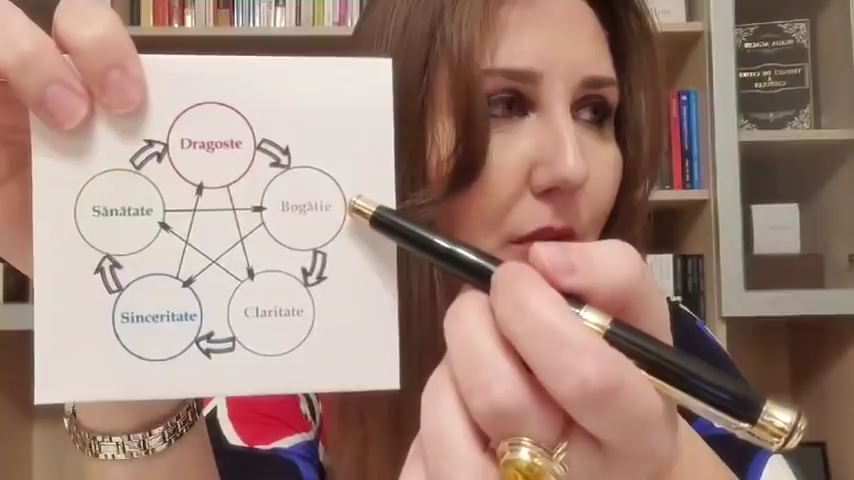 Dragoste
Sănătate
Bogăție
Sinceritate
Claritate